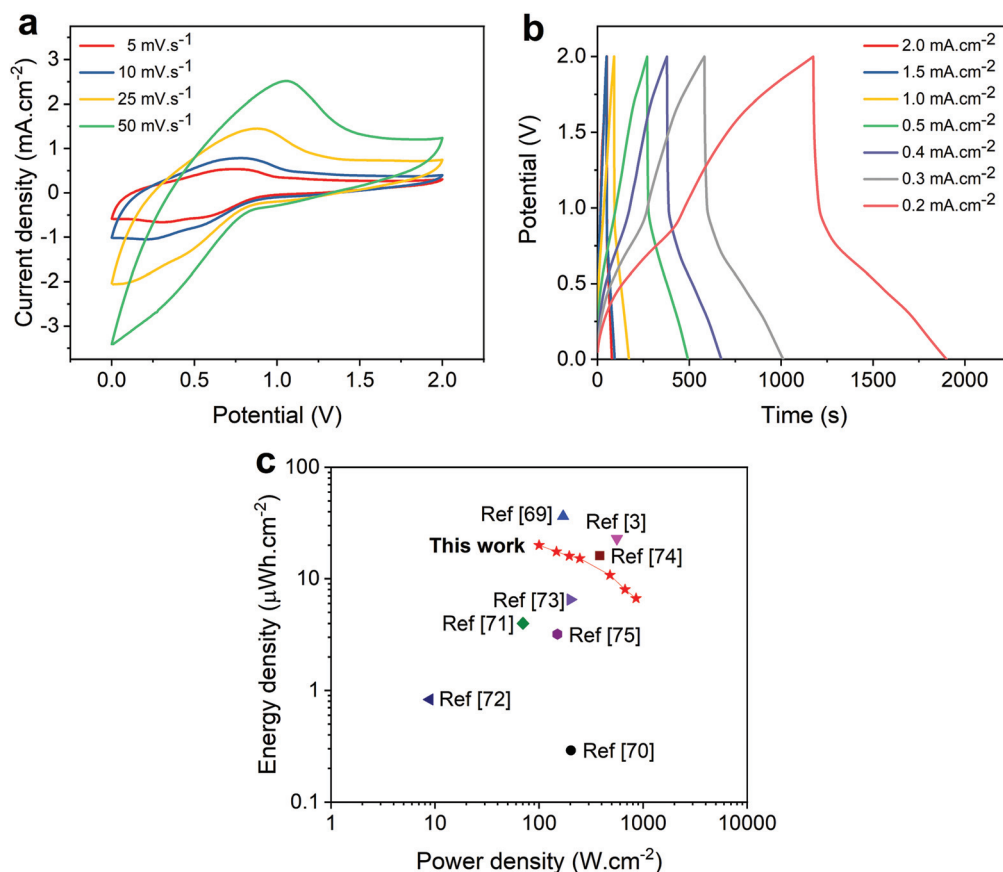 a
5 mV.s⁻¹
10 mV.s⁻¹
25 mV.s⁻¹
50 mV.s⁻¹
3
2
1
0
-1
-2
-3
Current density (mA.cm⁻²)
0.0 0.5 1.0 1.5 2.0
Potential (V)
b
2.0 mA.cm⁻²
1.5 mA.cm⁻²
1.0 mA.cm⁻²
0.5 mA.cm⁻²
0.4 mA.cm⁻²
0.3 mA.cm⁻²
0.2 mA.cm⁻²
2.0
1.5
1.0
0.5
0.0
Potential (V)
0 500 1000 1500 2000
Time (s)
c
100
10
1
0.1
Energy density (μWh.cm⁻²)
Ref [69]
Ref [3]
This work
Ref [74]
Ref [73]
Ref [71]
Ref [75]
Ref [72]
Ref [70]
1 10 100 1000 10000
Power density (W.cm⁻²)